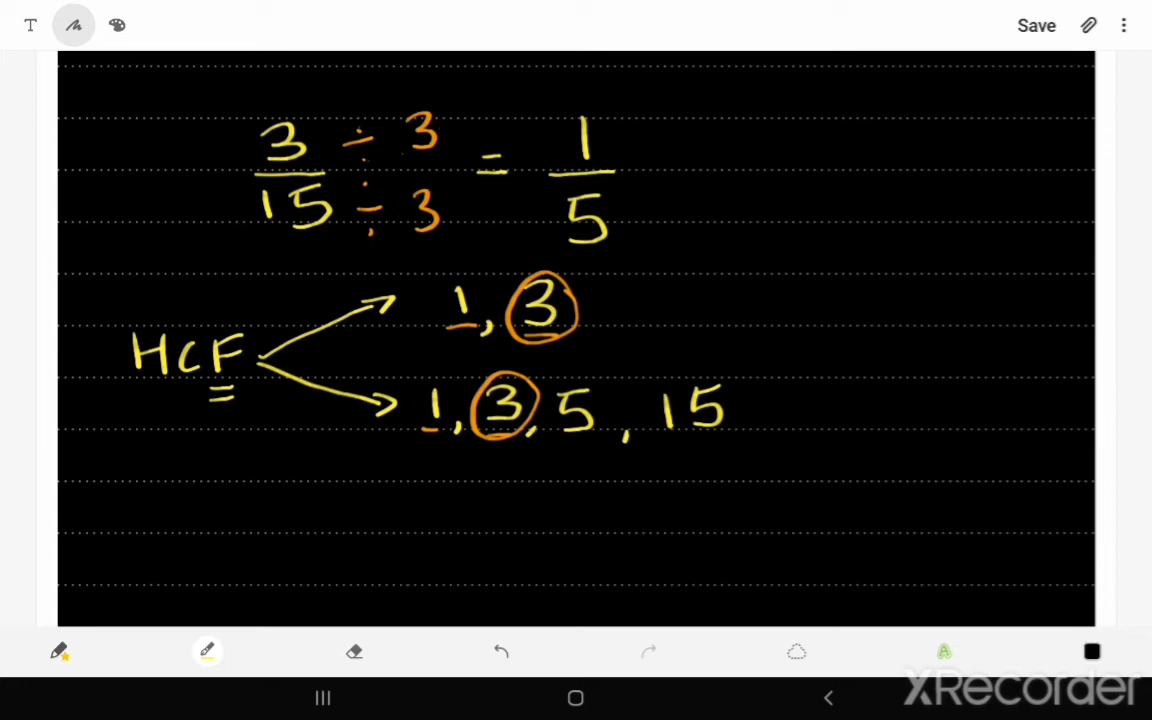 T Save
3/15 ÷ 3/÷ 3 = 1/5
1, 3
HCF
1, 3, 5, 15
A
XRecorder